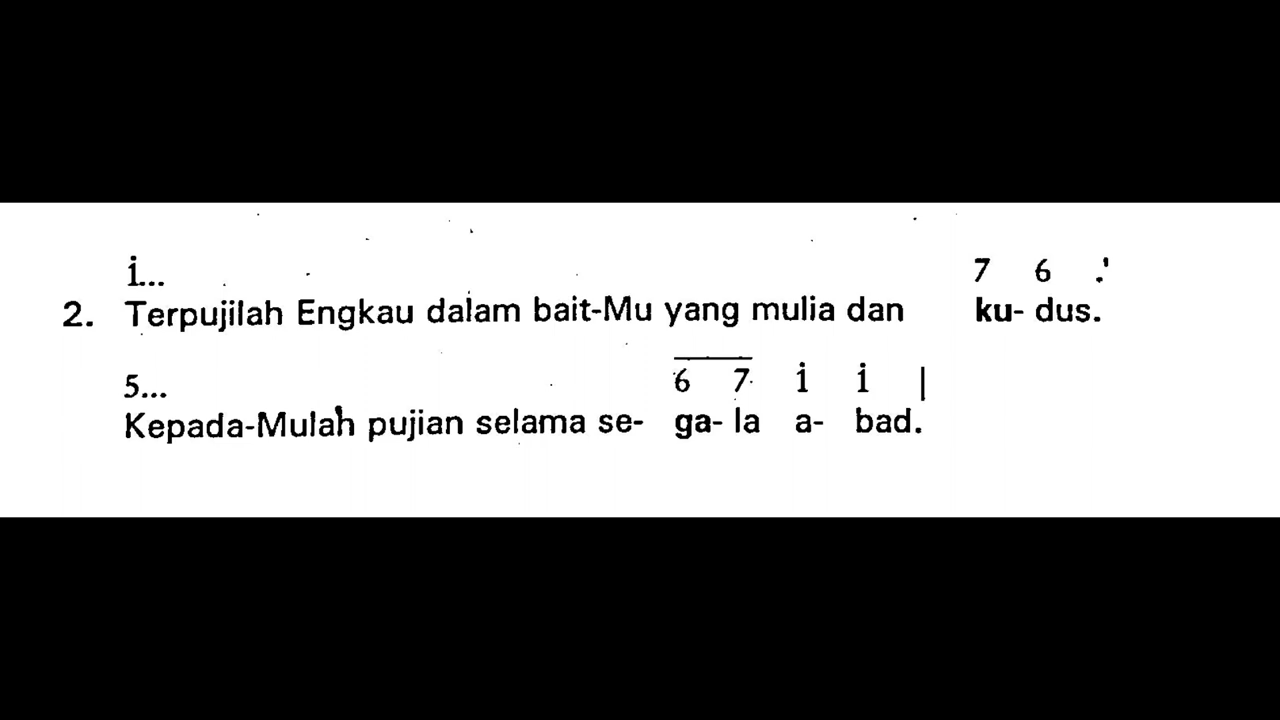 i... 7 6 .'
2. Terpujilah Engkau dalam bait-Mu yang mulia dan ku- dus.
5... 6 7 i i |
Kepada-Mulah pujian selama se- ga- la a- bad.